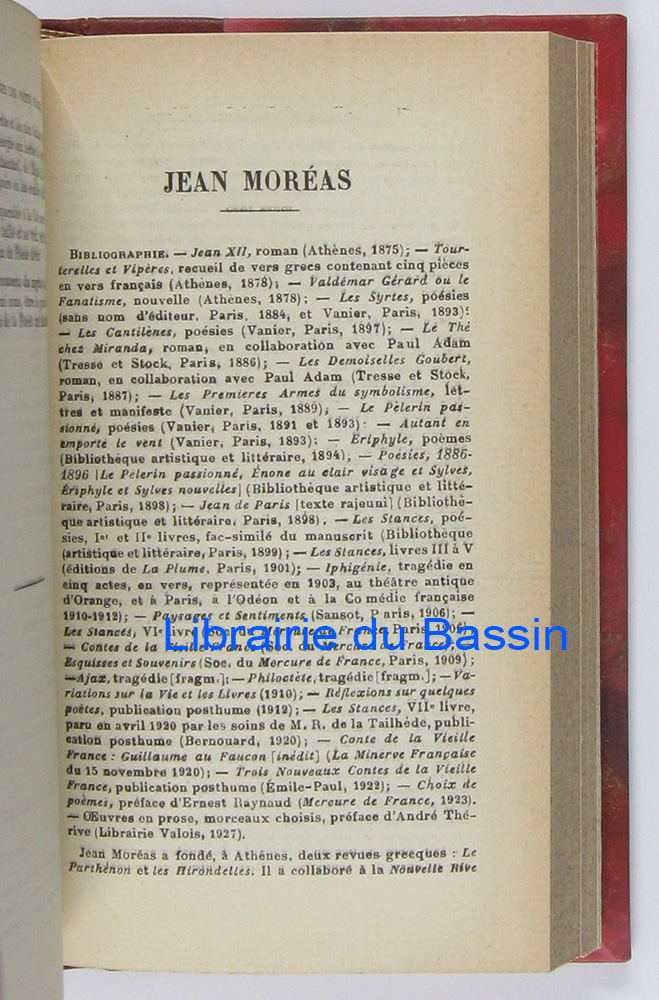 JEAN MORÉAS
BIBLIOGRAPHIE. — Jean XII, roman (Athènes, 1875); — Tour-
terelles et Vipères, recueil de vers grecs contenant cinq pièces
en vers français (Athènes, 1878); — Valdémar Gérard ou le
Fanatisme, nouvelle (Athènes, 1878); — Les Syrtes, poésies
(sans nom d'éditeur, Paris, 1884, et Vanier, Paris, 1893);
— Les Cantilènes, poésies (Vanier, Paris, 1897); — Le Thé
chez Miranda, roman, en collaboration avec Paul Adam
(Tresse et Stock, Paris, 1886); — Les Demoiselles Goubert,
roman, en collaboration avec Paul Adam (Tresse et Stock,
Paris, 1887); — Les Premieres Armes du symbolisme, let-
tres et manifeste (Vanier, Paris, 1889); — Le Pèlerin pas-
sionné, poésies (Vanier, Paris, 1891 et 1893): — Autant en
emporte le vent (Vanier, Paris, 1893): — Ériphyle, poèmes
(Bibliothèque artistique et littéraire, 1894); — Poésies, 1886-
1896 [Le Pèlerin passionné, Énone au clair visage et Sylves,
Ériphyle et Sylves nouvelles] (Bibliothèque artistique et litté-
raire, Paris, 1898); — Jean de Paris [texte rajeuni] (Bibliothè-
que artistique et littéraire, Paris, 1898); — Les Stances, poé-
sies, Ier et IIe livres, fac-similé du manuscrit (Bibliothèque
(artistique et littéraire, Paris, 1899); — Les Stances, livres III à V
(éditions de La Plume, Paris, 1901); — Iphigénie, tragédie en
cinq actes, en vers, représentée en 1903, au théâtre antique
d'Orange, et à Paris, à l'Odéon et à la Comédie française
1910-1912); — Paysages et Sentiments (Sansot, Paris, 1906); —
Les Stances, VIe livre (Soc. du Mercure de France, Paris, 1906)
— Contes de la Vieille France (Soc. du Mercure de France
Esquisses et Souvenirs (Soc. du Mercure de France, Paris, 1909);
— Ajax, tragédie [fragm.]; — Philoctète, tragédie [fragm.]; — Va-
riations sur la Vie et les Livres (1910); — Réflexions sur quelques
poètes, publication posthume (1912); — Les Stances, VIIe livre,
paru en avril 1920 par les soins de M. R. de la Tailhède, publi-
cation posthume (Bernouard, 1920); — Conte de la Vieille
France : Guillaume au Faucon [inédit] (La Minerve Française
du 15 novembre 1920); — Trois Nouveaux Contes de la Vieille
France, publication posthume (Émile-Paul, 1922); — Choix de
poèmes, préface d'Ernest Raynaud (Mercure de France, 1923).
— Œuvres en prose, morceaux choisis, préface d'André Thé-
rive (Librairie Valois, 1927).
Jean Moréas a fondé, à Athènes, deux revues grecques : Le
Parthénon et les Hirondelles. Il a collaboré à la Nouvelle Rive
Librairie du Bassin